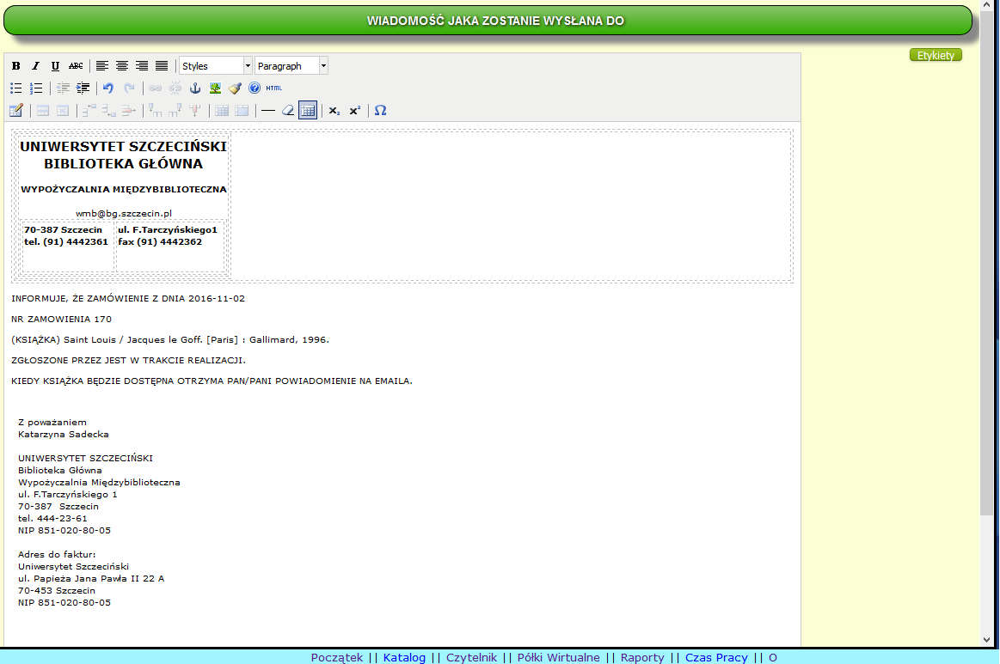 WIADOMOŚĆ JAKA ZOSTANIE WYSŁANA DO
Etykiety
B I U ABC Styles Paragraph
HTML
UNIWERSYTET SZCZECIŃSKI
BIBLIOTEKA GŁÓWNA
WYPOŻYCZALNIA MIĘDZYBIBLIOTECZNA
wmb@bg.szczecin.pl
70-387 Szczecin ul. F.Tarczyńskiego1
tel. (91) 4442361 fax (91) 4442362
INFORMUJE, ŻE ZAMÓWIENIE Z DNIA 2016-11-02
NR ZAMOWIENIA 170
(KSIĄŻKA) Saint Louis / Jacques le Goff. [Paris] : Gallimard, 1996.
ZGŁOSZONE PRZEZ JEST W TRAKCIE REALIZACJI.
KIEDY KSIĄŻKA BĘDZIE DOSTĘPNA OTRZYMA PAN/PANI POWIADOMIENIE NA EMAILA.
Z poważaniem
Katarzyna Sadecka
UNIWERSYTET SZCZECIŃSKI
Biblioteka Główna
Wypożyczalnia Międzybiblioteczna
ul. F.Tarczyńskiego 1
70-387 Szczecin
tel. 444-23-61
NIP 851-020-80-05
Adres do faktur:
Uniwersytet Szczeciński
ul. Papieża Jana Pawła II 22 A
70-453 Szczecin
NIP 851-020-80-05
Początek || Katalog || Czytelnik || Półki Wirtualne || Raporty || Czas Pracy || O